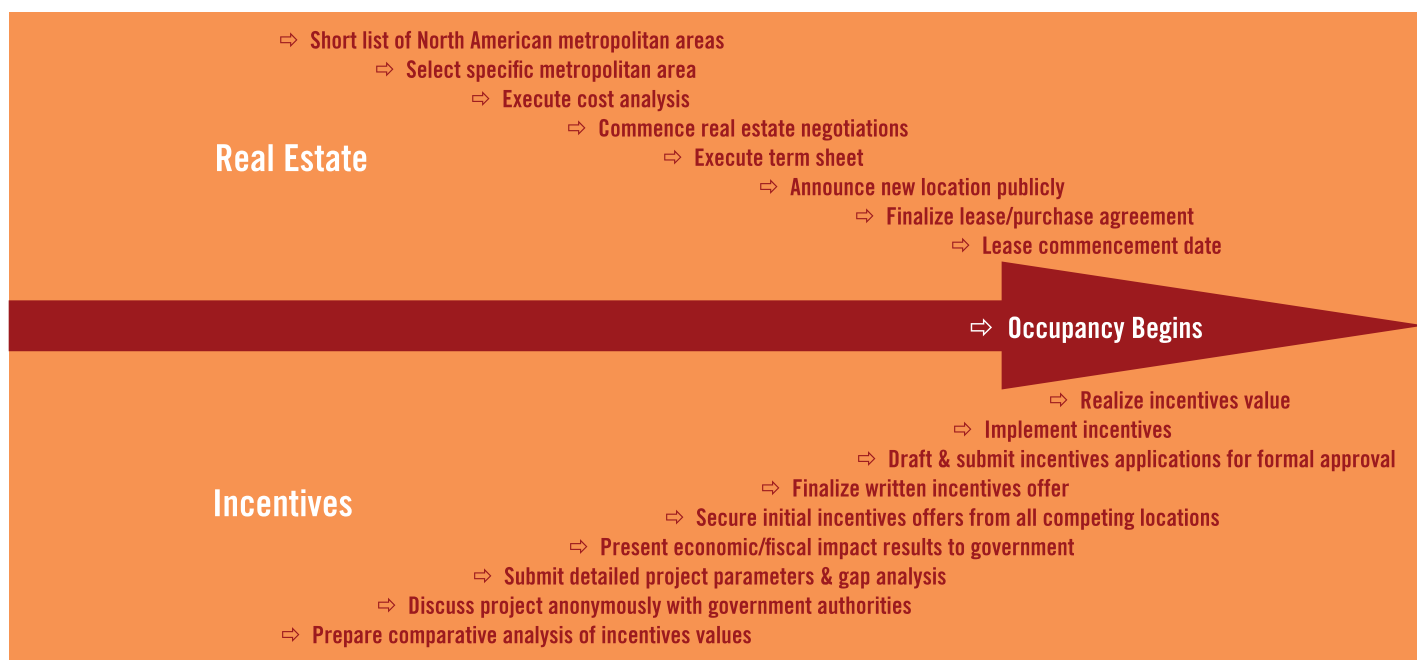 ⇨ Short list of North American metropolitan areas
⇨ Select specific metropolitan area
⇨ Execute cost analysis
⇨ Commence real estate negotiations
Real Estate
⇨ Execute term sheet
⇨ Announce new location publicly
⇨ Finalize lease/purchase agreement
⇨ Lease commencement date
⇨ Occupancy Begins
⇨ Realize incentives value
⇨ Implement incentives
⇨ Draft & submit incentives applications for formal approval
⇨ Finalize written incentives offer
Incentives
⇨ Secure initial incentives offers from all competing locations
⇨ Present economic/fiscal impact results to government
⇨ Submit detailed project parameters & gap analysis
⇨ Discuss project anonymously with government authorities
⇨ Prepare comparative analysis of incentives values